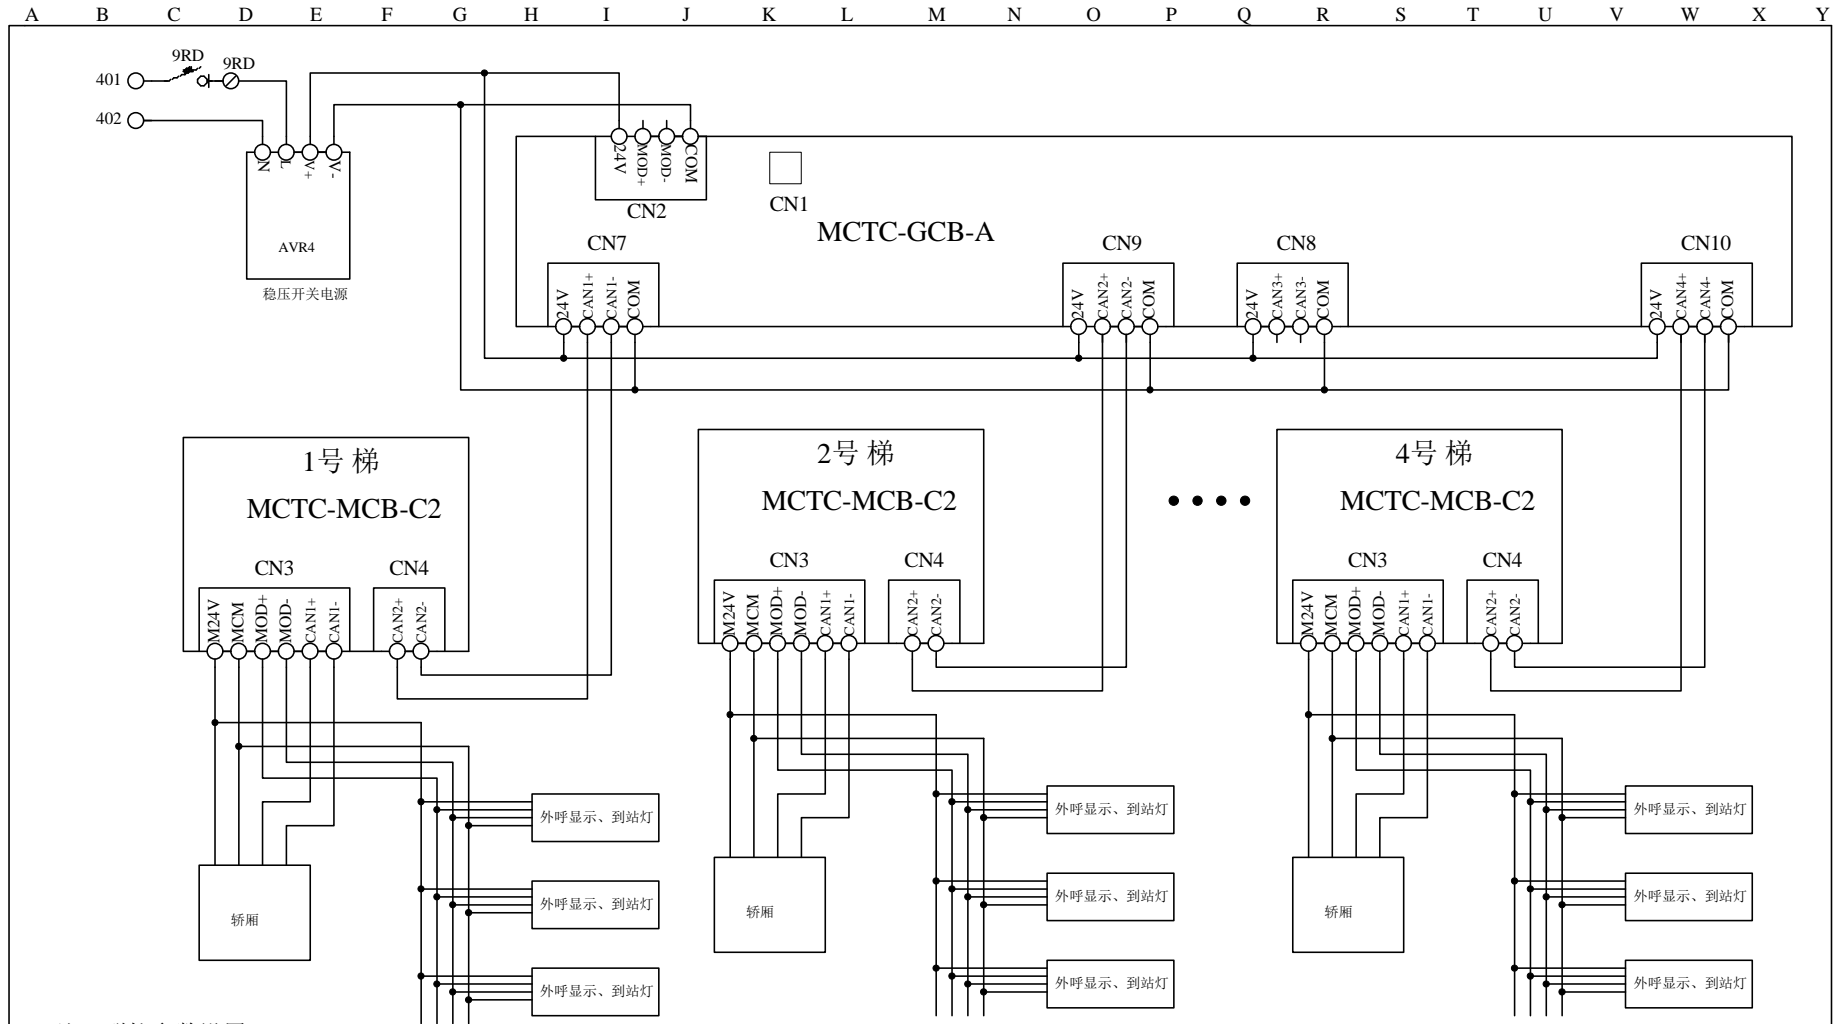 A B C D E F G H I J K L M N O P Q R S T U V W X Y
9RD
9RD
401
402
N L V+ V-
AVR4
稳压开关电源
24V MOD+ MOD- COM
CN2
CN1
MCTC-GCB-A
CN7
24V CAN1+ CAN1- COM
CN9
24V CAN2+ CAN2- COM
CN8
24V CAN3+ CAN3- COM
CN10
24V CAN4+ CAN4- COM
1号 梯
MCTC-MCB-C2
CN3
M24V MCM MOD+ MOD- CAN1+ CAN1-
CN4
CAN2+ CAN2-
轿厢
外呼显示、到站灯
外呼显示、到站灯
外呼显示、到站灯
2号 梯
MCTC-MCB-C2
CN3
M24V MCM MOD+ MOD- CAN1+ CAN1-
CN4
CAN2+ CAN2-
轿厢
外呼显示、到站灯
外呼显示、到站灯
外呼显示、到站灯
4号 梯
MCTC-MCB-C2
CN3
M24V MCM MOD+ MOD- CAN1+ CAN1-
CN4
CAN2+ CAN2-
轿厢
外呼显示、到站灯
外呼显示、到站灯
外呼显示、到站灯